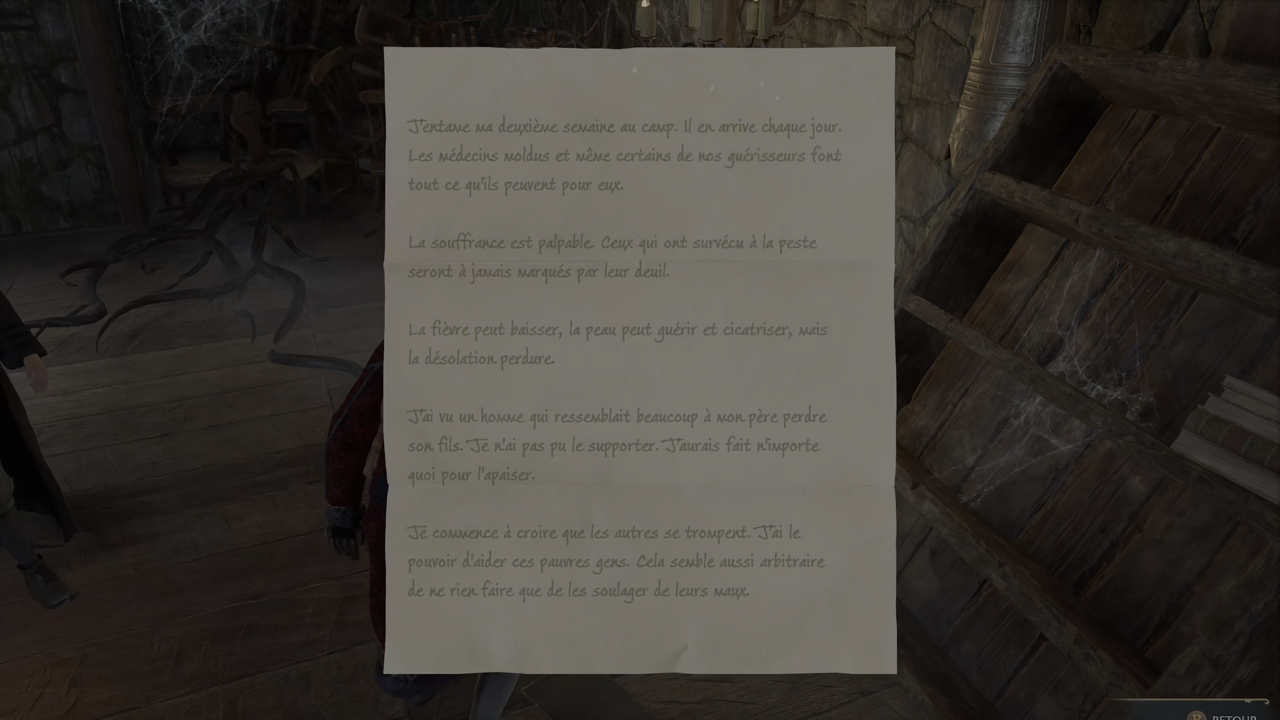 J'entame ma deuxième semaine au camp. Il en arrive chaque jour.
Les médecins moldus et même certains de nos guérisseurs font
tout ce qu'ils peuvent pour eux.
La souffrance est palpable. Ceux qui ont survécu à la peste
seront à jamais marqués par leur deuil.
La fièvre peut baisser, la peau peut guérir et cicatriser, mais
la désolation perdure.
J'ai vu un homme qui ressemblait beaucoup à mon père perdre
son fils. Je n'ai pas pu le supporter. J'aurais fait n'importe
quoi pour l'apaiser.
Je commence à croire que les autres se trompent. J'ai le
pouvoir d'aider ces pauvres gens. Cela semble aussi arbitraire
de ne rien faire que de les soulager de leurs maux.
B RETOUR